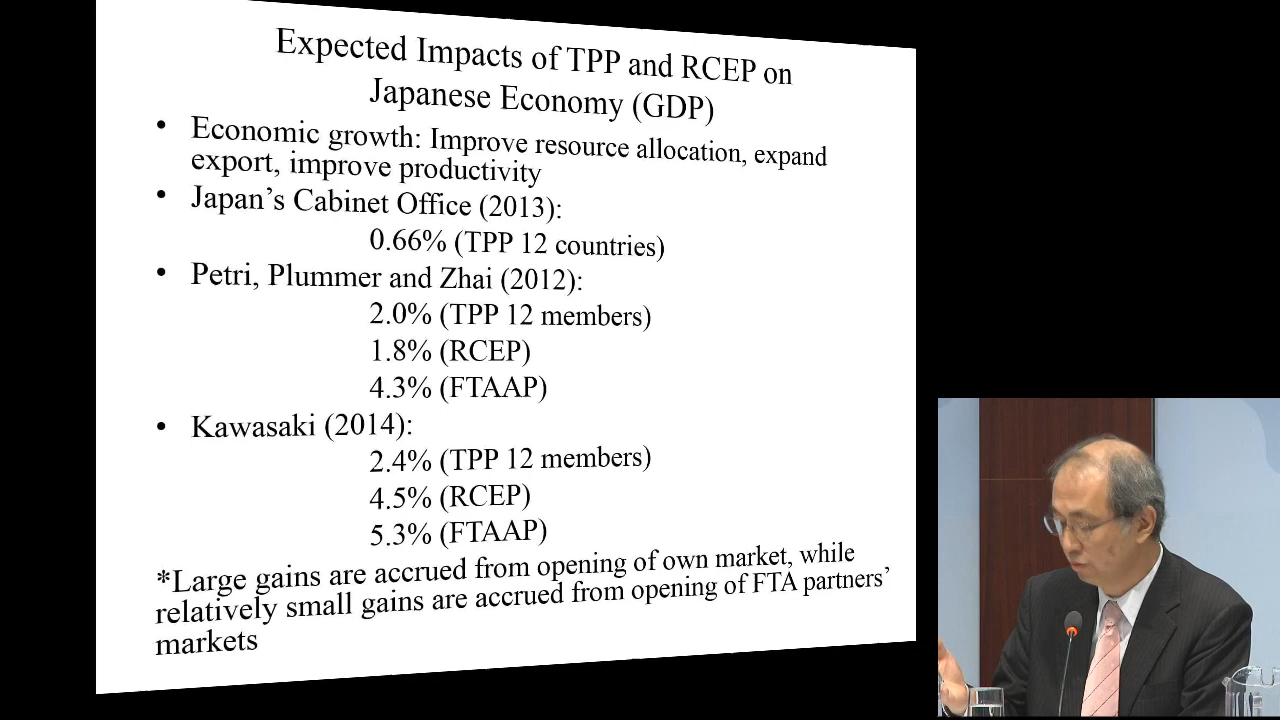 Expected Impacts of TPP and RCEP on
Japanese Economy (GDP)
• Economic growth: Improve resource allocation, expand
export, improve productivity
• Japan’s Cabinet Office (2013):
0.66% (TPP 12 countries)
• Petri, Plummer and Zhai (2012):
2.0% (TPP 12 members)
1.8% (RCEP)
4.3% (FTAAP)
• Kawasaki (2014):
2.4% (TPP 12 members)
4.5% (RCEP)
5.3% (FTAAP)
*Large gains are accrued from opening of own market, while
relatively small gains are accrued from opening of FTA partners’
markets